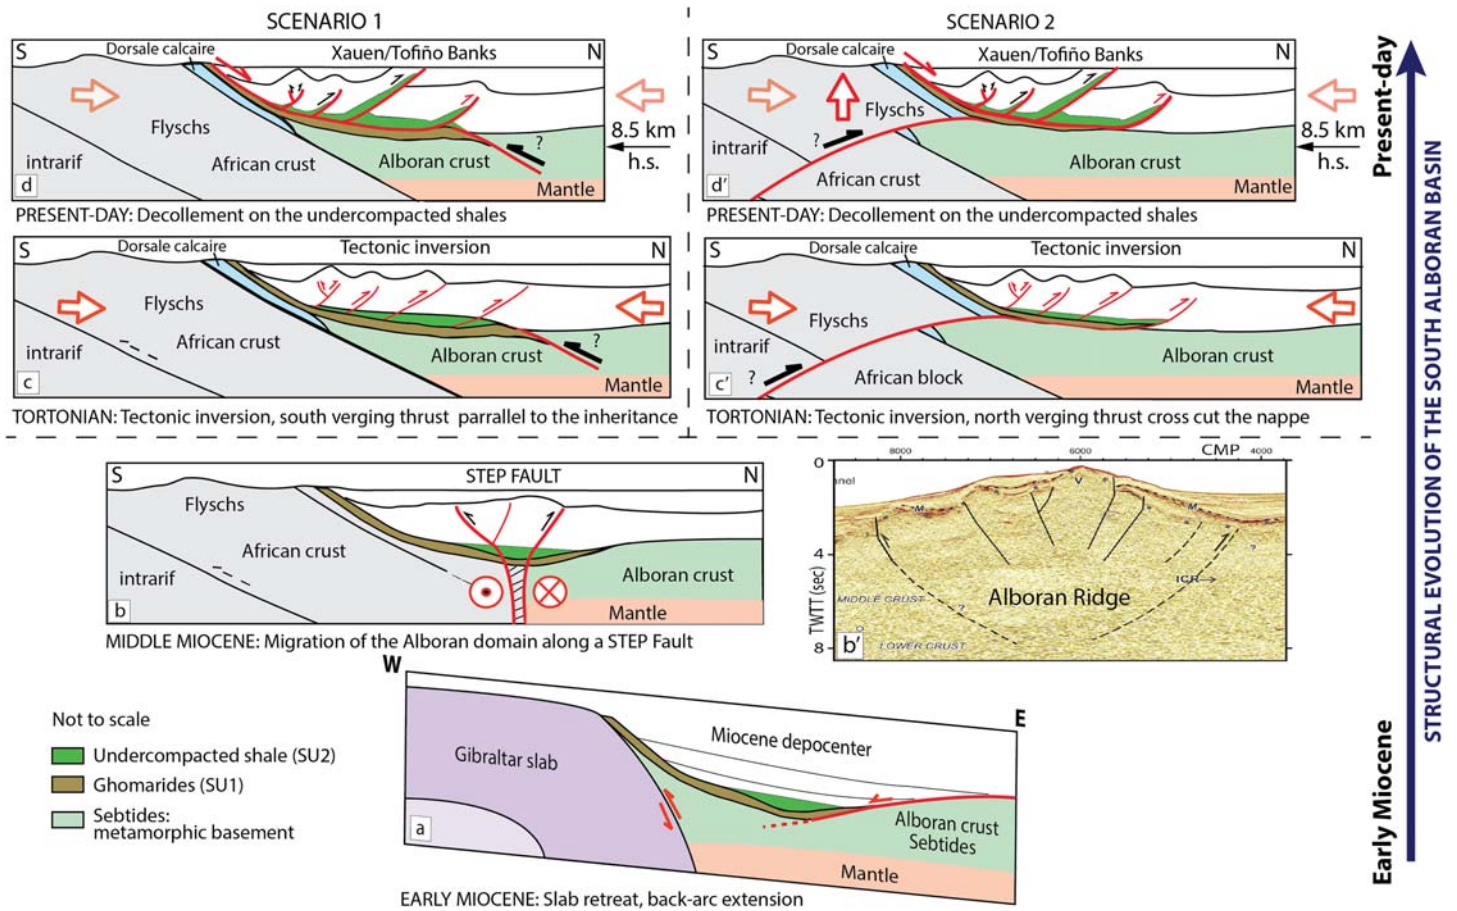 SCENARIO 1
SCENARIO 2
S
Dorsale calcaire
Xauen/Tofiño Banks
N
Flyschs
8.5 km
h.s.
intrarif
African crust
Alboran crust
?
d
Mantle
PRESENT-DAY: Decollement on the undercompacted shales
S
Dorsale calcaire
Xauen/Tofiño Banks
N
Flyschs
8.5 km
h.s.
?
intrarif
Alboran crust
African crust
d'
Mantle
PRESENT-DAY: Decollement on the undercompacted shales
S
Dorsale calcaire
Tectonic inversion
N
Flyschs
African crust
intrarif
Alboran crust
?
c
Mantle
TORTONIAN: Tectonic inversion, south verging thrust parrallel to the inheritance
S
Dorsale calcaire
Tectonic inversion
N
Flyschs
intrarif
Alboran crust
?
African block
c'
Mantle
TORTONIAN: Tectonic inversion, north verging thrust cross cut the nappe
S
STEP FAULT
N
Flyschs
African crust
intrarif
Alboran crust
b
Mantle
MIDDLE MIOCENE: Migration of the Alboran domain along a STEP Fault
8000
6000
CMP
4000
0
nnel
V
M
M
4
?
ICR→
Alboran Ridge
MIDDLE CRUST
?
TWTT (sec)
b'
8
LOWER CRUST
W
E
Miocene depocenter
Gibraltar slab
Alboran crust
Sebtides
a
Mantle
EARLY MIOCENE: Slab retreat, back-arc extension
Not to scale
Undercompacted shale (SU2)
Ghomarides (SU1)
Sebtides:
metamorphic basement
Present-day
Early Miocene
STRUCTURAL EVOLUTION OF THE SOUTH ALBORAN BASIN